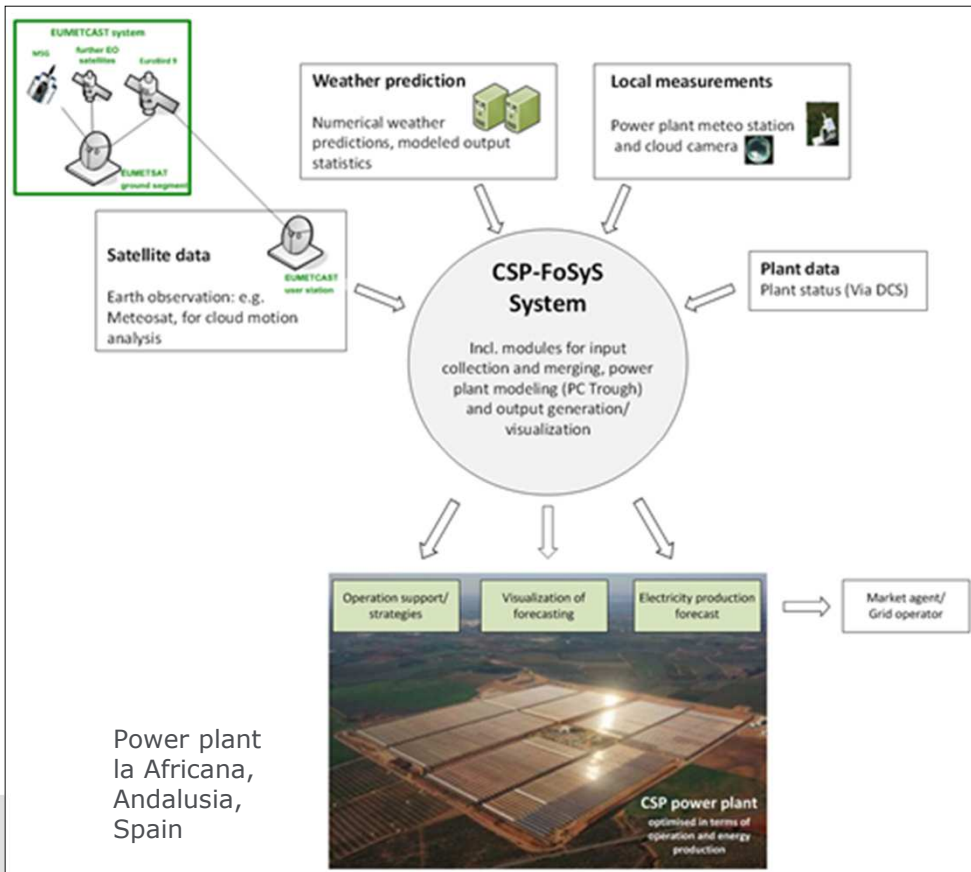 EUMETCAST system
MSG
further EO
satellites
EuroBird 9
EUMETSAT
ground segment
Weather prediction
Numerical weather
predictions, modeled output
statistics
Local measurements
Power plant meteo station
and cloud camera
Satellite data
EUMETCAST
user station
Earth observation: e.g.
Meteosat, for cloud motion
analysis
CSP-FoSyS
System
Incl. modules for input
collection and merging, power
plant modeling (PC Trough)
and output generation/
visualization
Plant data
Plant status (Via DCS)
Operation support/
strategies
Visualization of
forecasting
Electricity production
forecast
Market agent/
Grid operator
Power plant
la Africana,
Andalusia,
Spain
CSP power plant
optimised in terms of
operation and energy
production